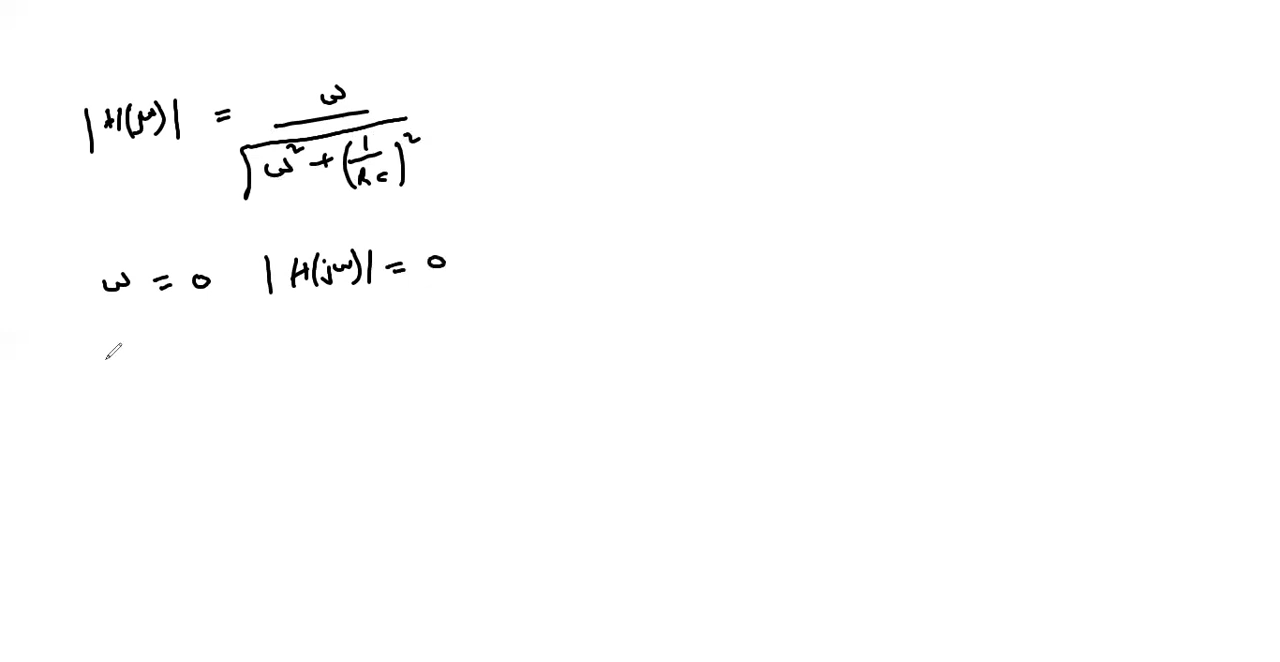 |H(jω)| = ω / √(ω² + (1/RC)²)
ω = 0 |H(jω)| = 0